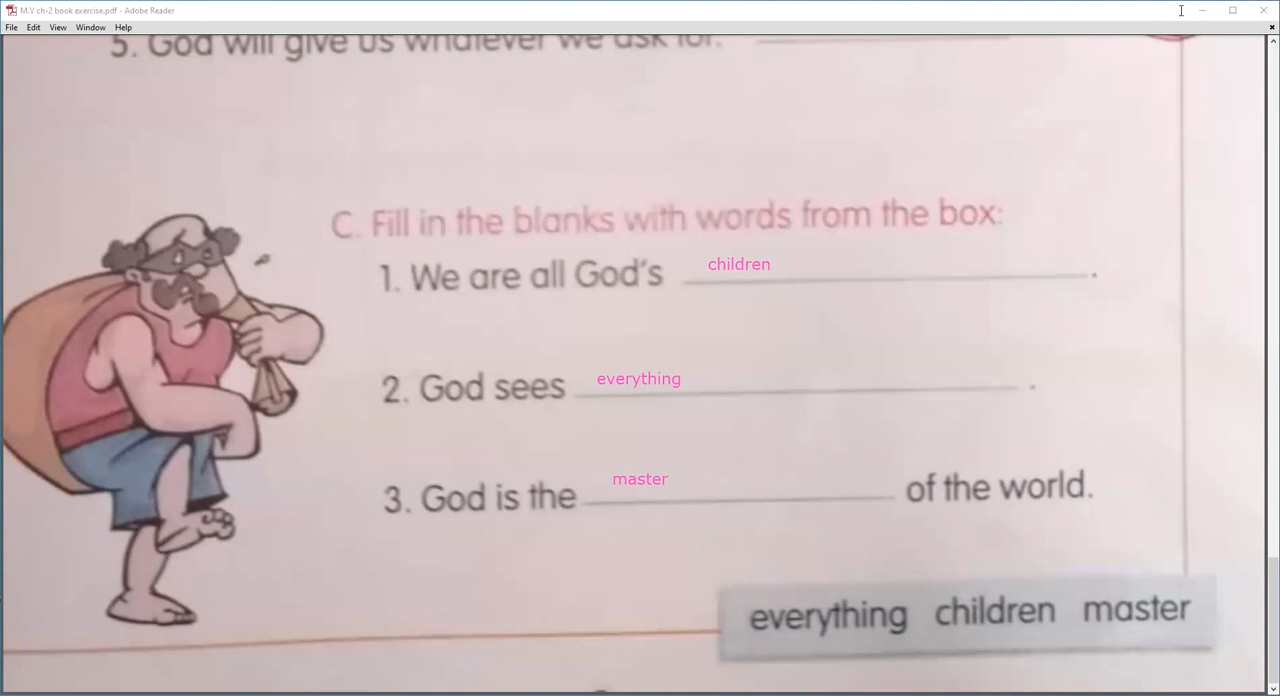 M.V ch-2 book exercise.pdf - Adobe Reader
File Edit View Window Help
5. God will give us whatever we ask for.
C. Fill in the blanks with words from the box:
1. We are all God's children .
2. God sees everything .
3. God is the master of the world.
everything children master